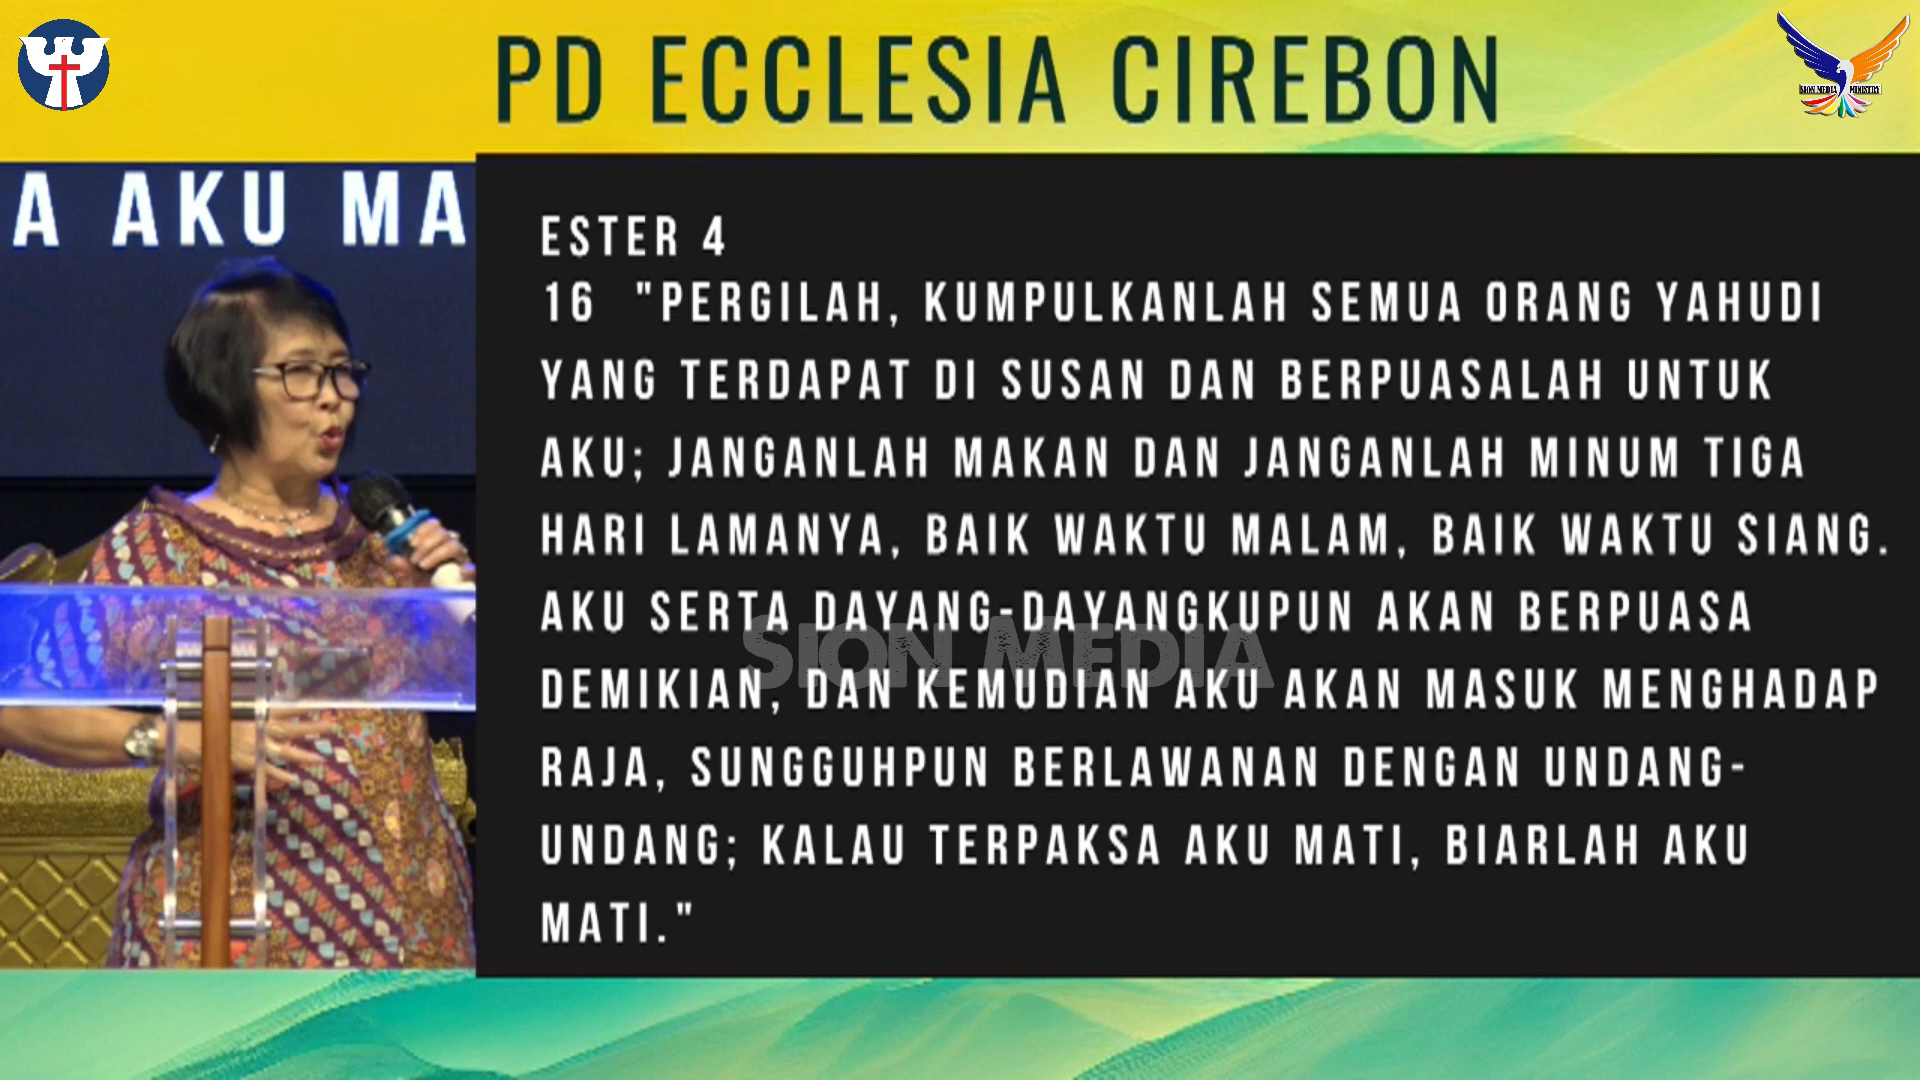 PD ECCLESIA CIREBON
SION MEDIA MINISTRY
A AKU MA
ESTER 4
16 "PERGILAH, KUMPULKANLAH SEMUA ORANG YAHUDI
YANG TERDAPAT DI SUSAN DAN BERPUASALAH UNTUK
AKU; JANGANLAH MAKAN DAN JANGANLAH MINUM TIGA
HARI LAMANYA, BAIK WAKTU MALAM, BAIK WAKTU SIANG.
AKU SERTA DAYANG-DAYANGKUPUN AKAN BERPUASA
SION MEDIA
DEMIKIAN, DAN KEMUDIAN AKU AKAN MASUK MENGHADAP
RAJA, SUNGGUHPUN BERLAWANAN DENGAN UNDANG-
UNDANG; KALAU TERPAKSA AKU MATI, BIARLAH AKU
MATI."